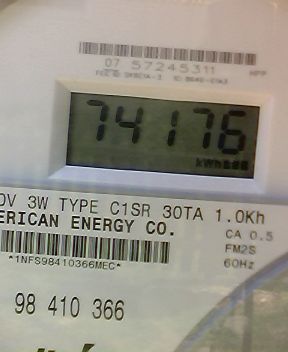 07 57245311
74176
kWh
0V 3W TYPE C1SR 30TA 1.0Kh
ERICAN ENERGY CO.
CA 0.5
FM2S
*1NFS98410366MEC*
60Hz
98 410 366